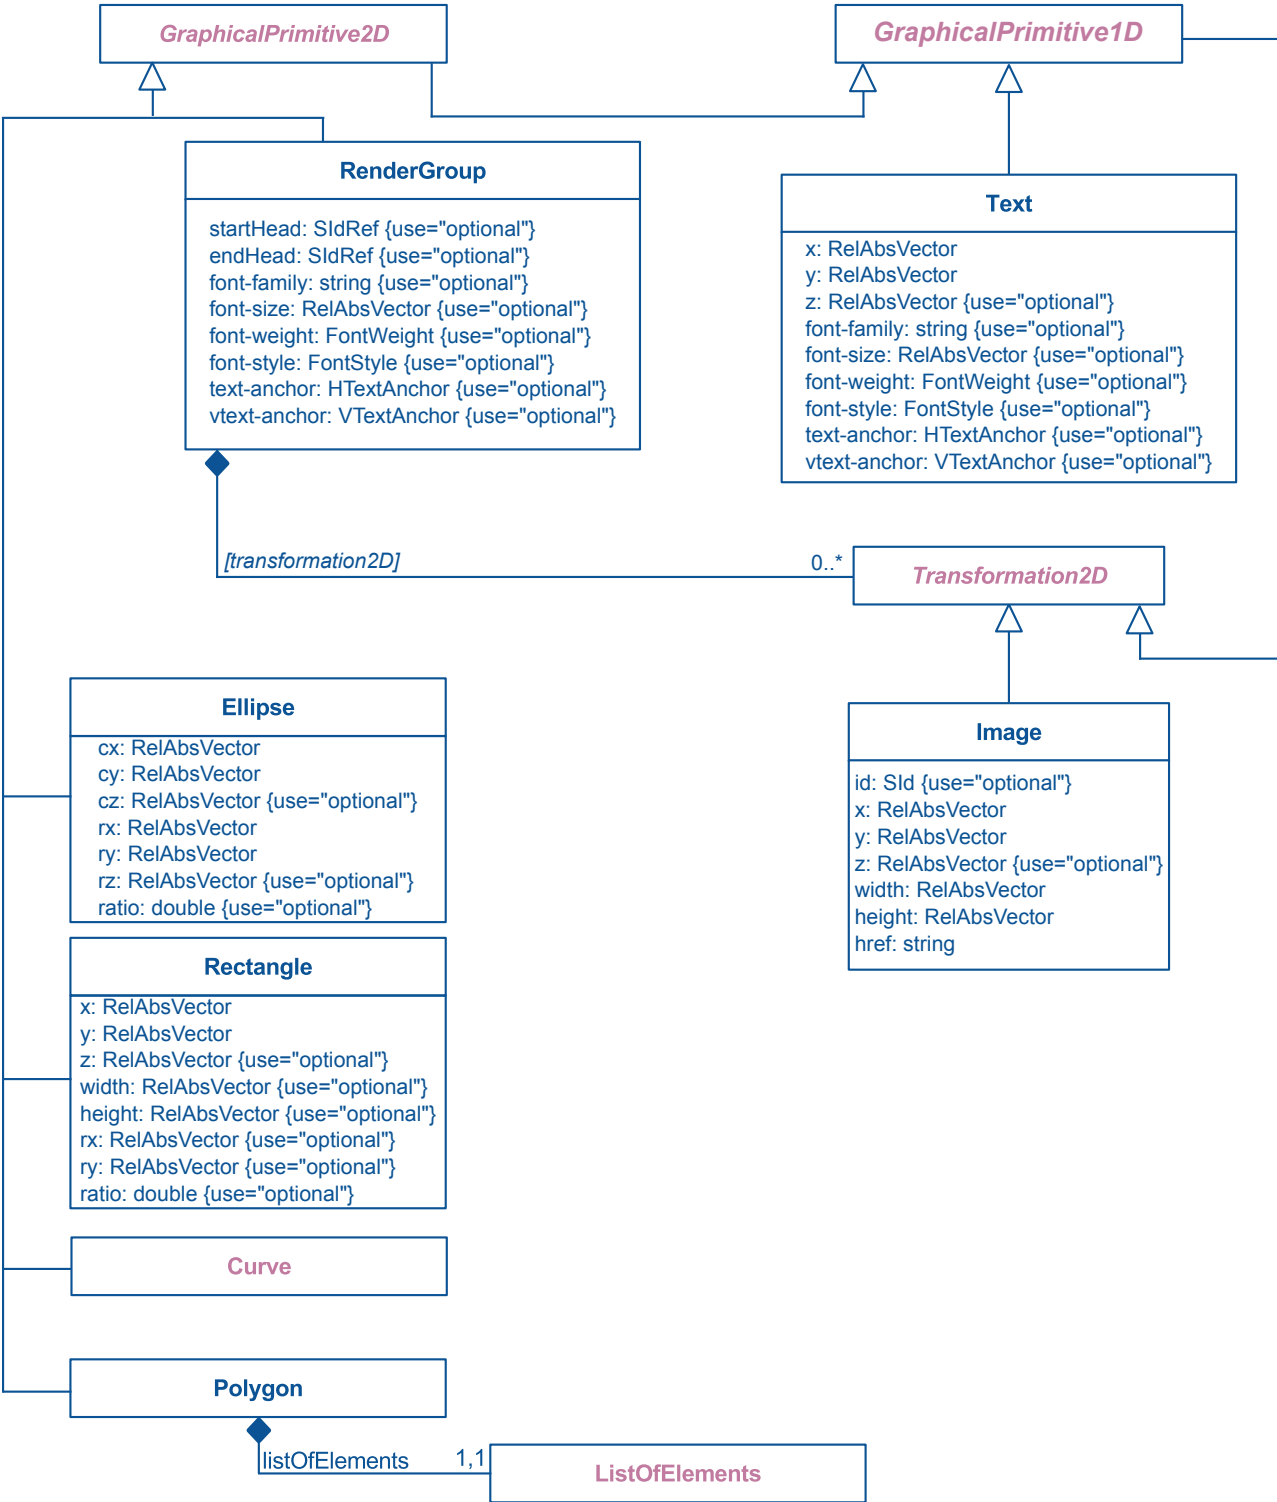 GraphicalPrimitive2D
GraphicalPrimitive1D
RenderGroup
startHead: SIdRef {use="optional"}
endHead: SIdRef {use="optional"}
font-family: string {use="optional"}
font-size: RelAbsVector {use="optional"}
font-weight: FontWeight {use="optional"}
font-style: FontStyle {use="optional"}
text-anchor: HTextAnchor {use="optional"}
vtext-anchor: VTextAnchor {use="optional"}
Text
x: RelAbsVector
y: RelAbsVector
z: RelAbsVector {use="optional"}
font-family: string {use="optional"}
font-size: RelAbsVector {use="optional"}
font-weight: FontWeight {use="optional"}
font-style: FontStyle {use="optional"}
text-anchor: HTextAnchor {use="optional"}
vtext-anchor: VTextAnchor {use="optional"}
[transformation2D]
0..*
Transformation2D
Ellipse
cx: RelAbsVector
cy: RelAbsVector
cz: RelAbsVector {use="optional"}
rx: RelAbsVector
ry: RelAbsVector
rz: RelAbsVector {use="optional"}
ratio: double {use="optional"}
Image
id: SId {use="optional"}
x: RelAbsVector
y: RelAbsVector
z: RelAbsVector {use="optional"}
width: RelAbsVector
height: RelAbsVector
href: string
Rectangle
x: RelAbsVector
y: RelAbsVector
z: RelAbsVector {use="optional"}
width: RelAbsVector {use="optional"}
height: RelAbsVector {use="optional"}
rx: RelAbsVector {use="optional"}
ry: RelAbsVector {use="optional"}
ratio: double {use="optional"}
Curve
Polygon
listOfElements
1,1
ListOfElements